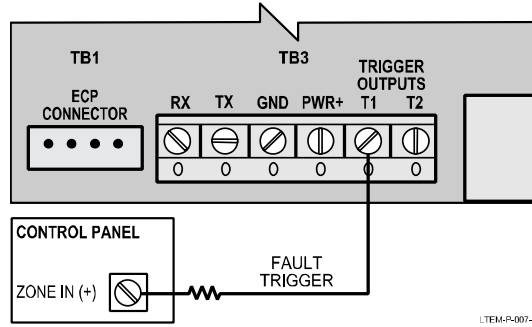 TB1
TB3
ECP
CONNECTOR
TRIGGER
OUTPUTS
RX TX GND PWR+ T1 T2
CONTROL PANEL
ZONE IN (+)
FAULT
TRIGGER
LTEM-P-007-